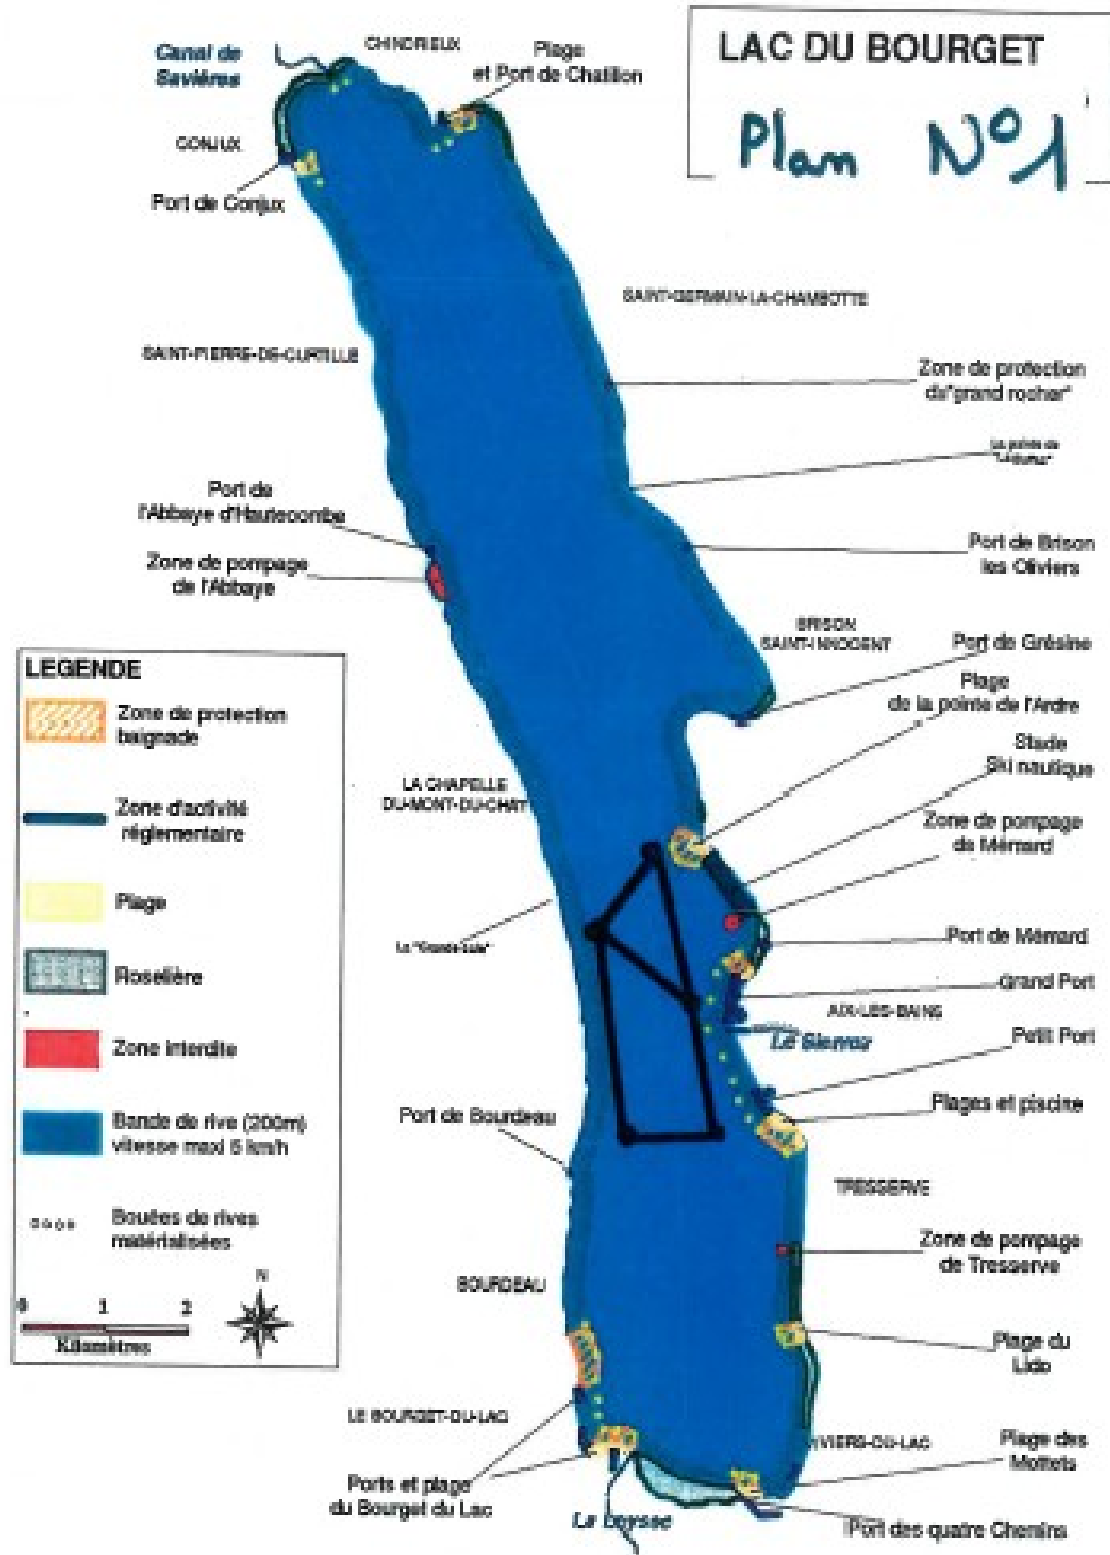 LAC DU BOURGET
Plan N°1
Canal de
Savières
CHINDRIEUX
Plage
et Port de Chatillon
CONJUX
Port de Conjux
SAINT-GERMAIN-LA-CHAMBOTTE
SAINT-PIERRE-DE-CURTILLE
Zone de protection
du "grand rocher"
La pointe de
Port de
l'Abbaye d'Hautecombe
Port de Brison
les Oliviers
Zone de pompage
de l'Abbaye
BRISON
SAINT-INNOCENT
Port de Grésine
Plage
de la pointe de l'Ardre
Stade
Ski nautique
LA CHAPELLE
DU-MONT-DU-CHAT
Zone de pompage
de Mémard
Port de Mémard
Grand Port
AIX-LES-BAINS
Le Sierroz
Petit Port
Plages et piscine
Port de Bourdeau
TRESSERVE
Zone de pompage
de Tresserve
BOURDEAU
Plage du
Lido
LE BOURGET-DU-LAC
VIVIERS-DU-LAC
Plage des
Mottets
Ports et plage
du Bourget du Lac
La Leysse
Port des quatre Chemins
LEGENDE
Zone de protection
baignade
Zone d'activité
réglementaire
Plage
Roselière
Zone interdite
Bande de rive (200m)
vitesse maxi 5 km/h
Bouées de rives
matérialisées
N
0 1 2
Kilomètres